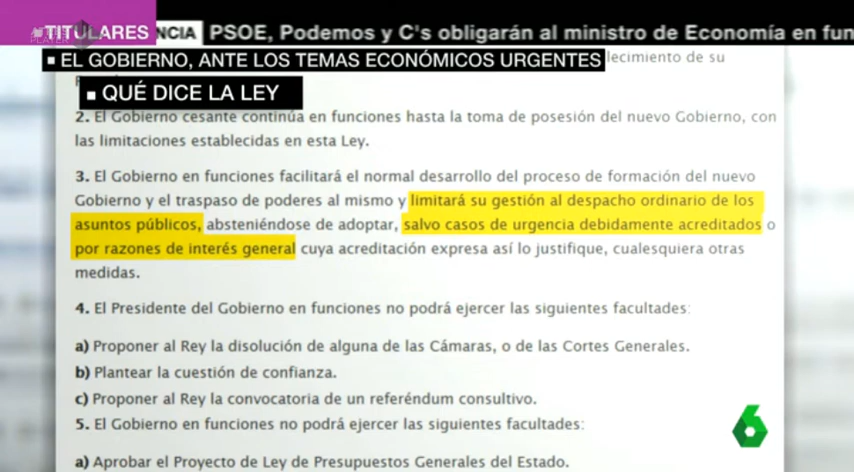 TITULARES
PLAYER
NCIA PSOE, Podemos y C's obligarán al ministro de Economía en fun
EL GOBIERNO, ANTE LOS TEMAS ECONÓMICOS URGENTES
lecimiento de su
QUÉ DICE LA LEY
2. El Gobierno cesante continúa en funciones hasta la toma de posesión del nuevo Gobierno, con
las limitaciones establecidas en esta Ley.
3. El Gobierno en funciones facilitará el normal desarrollo del proceso de formación del nuevo
Gobierno y el traspaso de poderes al mismo y limitará su gestión al despacho ordinario de los
asuntos públicos, absteniéndose de adoptar, salvo casos de urgencia debidamente acreditados o
por razones de interés general cuya acreditación expresa así lo justifique, cualesquiera otras
medidas.
4. El Presidente del Gobierno en funciones no podrá ejercer las siguientes facultades:
a) Proponer al Rey la disolución de alguna de las Cámaras, o de las Cortes Generales.
b) Plantear la cuestión de confianza.
c) Proponer al Rey la convocatoria de un referéndum consultivo.
5. El Gobierno en funciones no podrá ejercer las siguientes facultades:
a) Aprobar el Proyecto de Ley de Presupuestos Generales del Estado.
6